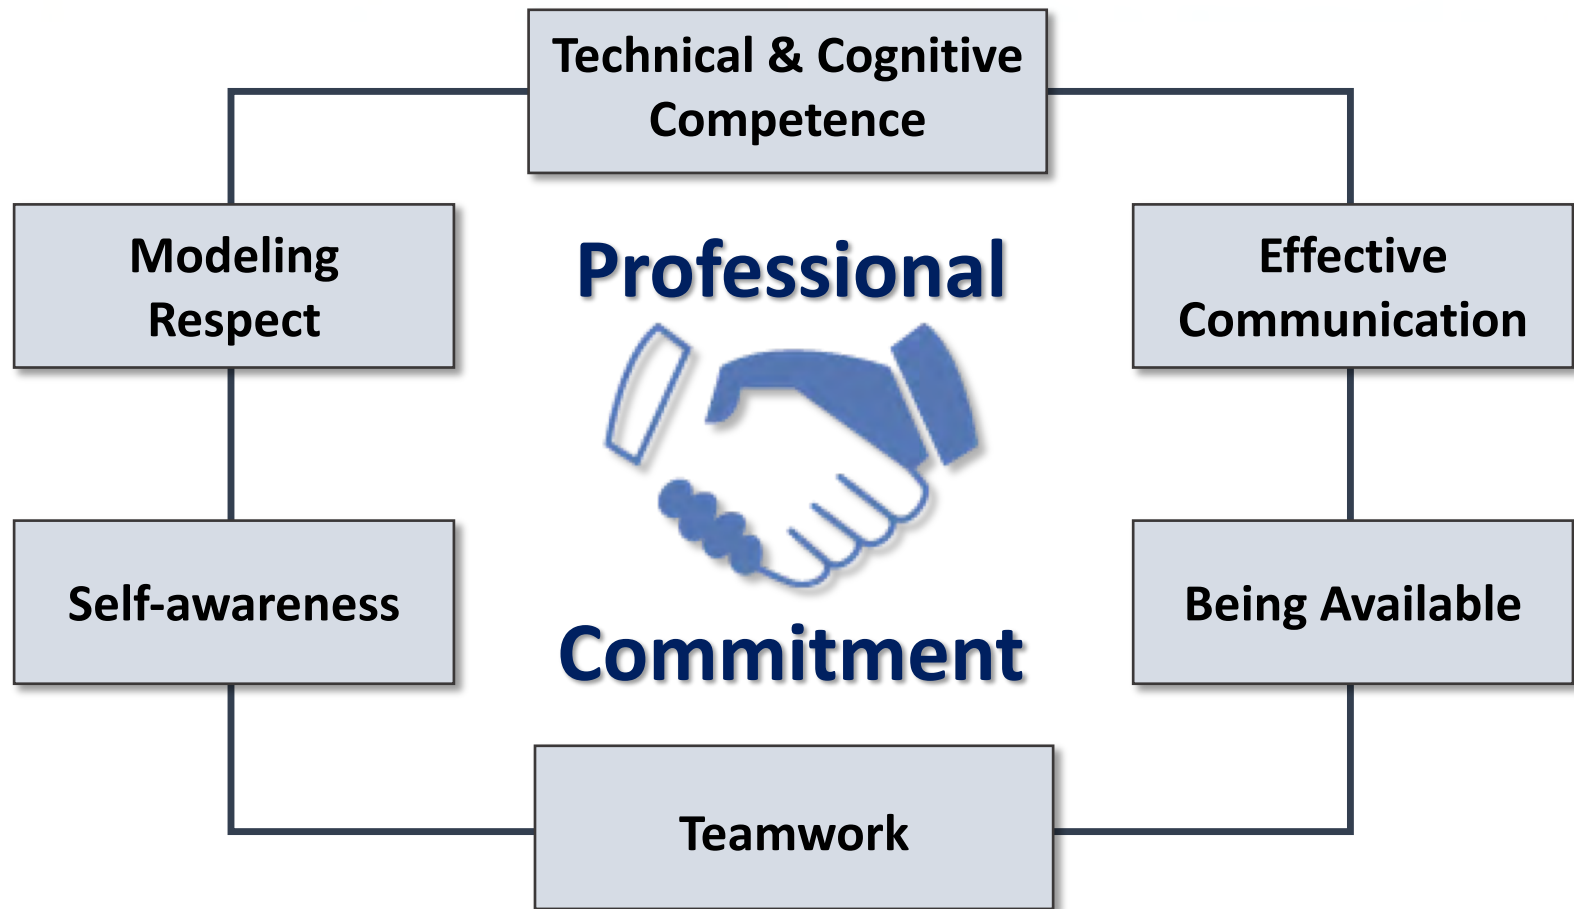 Technical & Cognitive
Competence
Modeling
Respect
Professional
Effective
Communication
Self-awareness
Commitment
Being Available
Teamwork